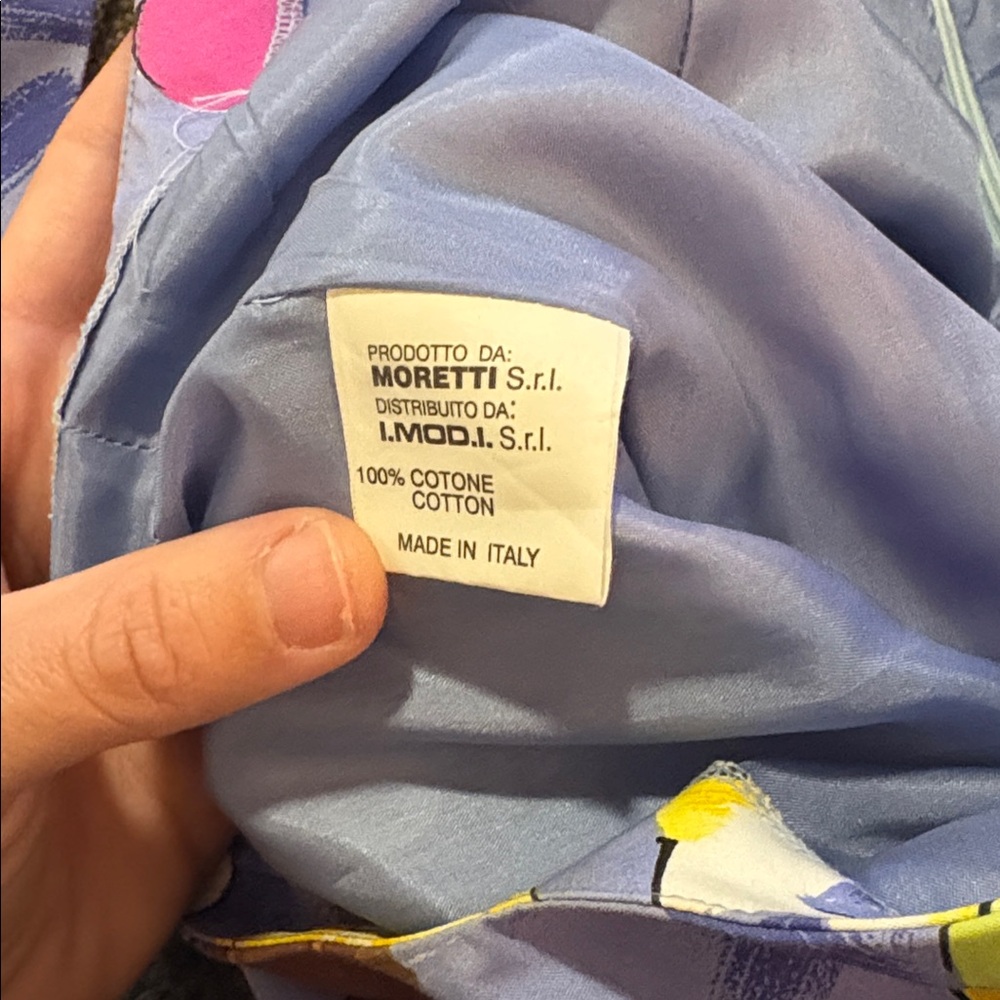 PRODOTTO DA:
MORETTI S.r.l.
DISTRIBUITO DA:
I.MOD.I. S.r.l.
100% COTONE
COTTON
MADE IN ITALY